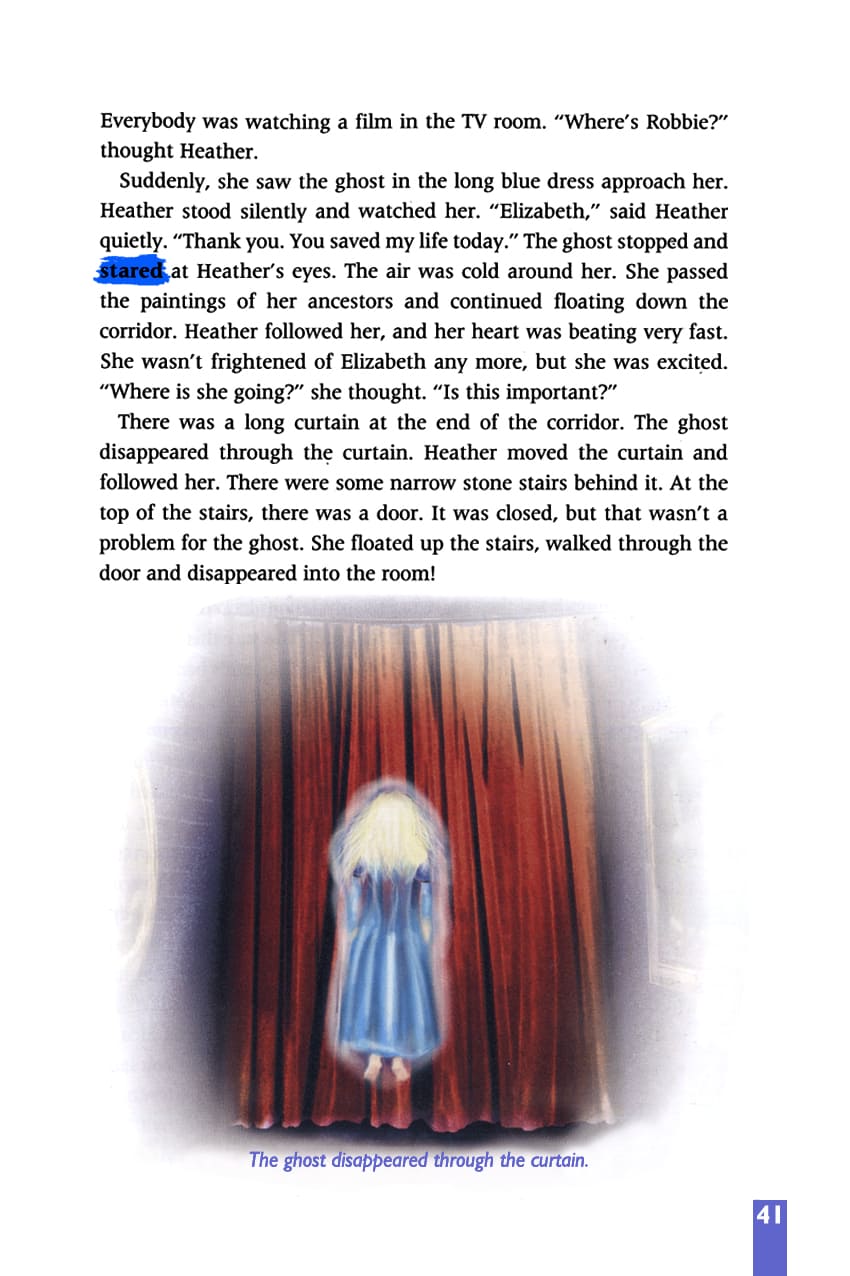 Everybody was watching a film in the TV room. “Where’s Robbie?”
thought Heather.
Suddenly, she saw the ghost in the long blue dress approach her.
Heather stood silently and watched her. “Elizabeth,” said Heather
quietly. “Thank you. You saved my life today.” The ghost stopped and
stared at Heather’s eyes. The air was cold around her. She passed
the paintings of her ancestors and continued floating down the
corridor. Heather followed her, and her heart was beating very fast.
She wasn’t frightened of Elizabeth any more, but she was excited.
“Where is she going?” she thought. “Is this important?”
There was a long curtain at the end of the corridor. The ghost
disappeared through the curtain. Heather moved the curtain and
followed her. There were some narrow stone stairs behind it. At the
top of the stairs, there was a door. It was closed, but that wasn’t a
problem for the ghost. She floated up the stairs, walked through the
door and disappeared into the room!
The ghost disappeared through the curtain.
41